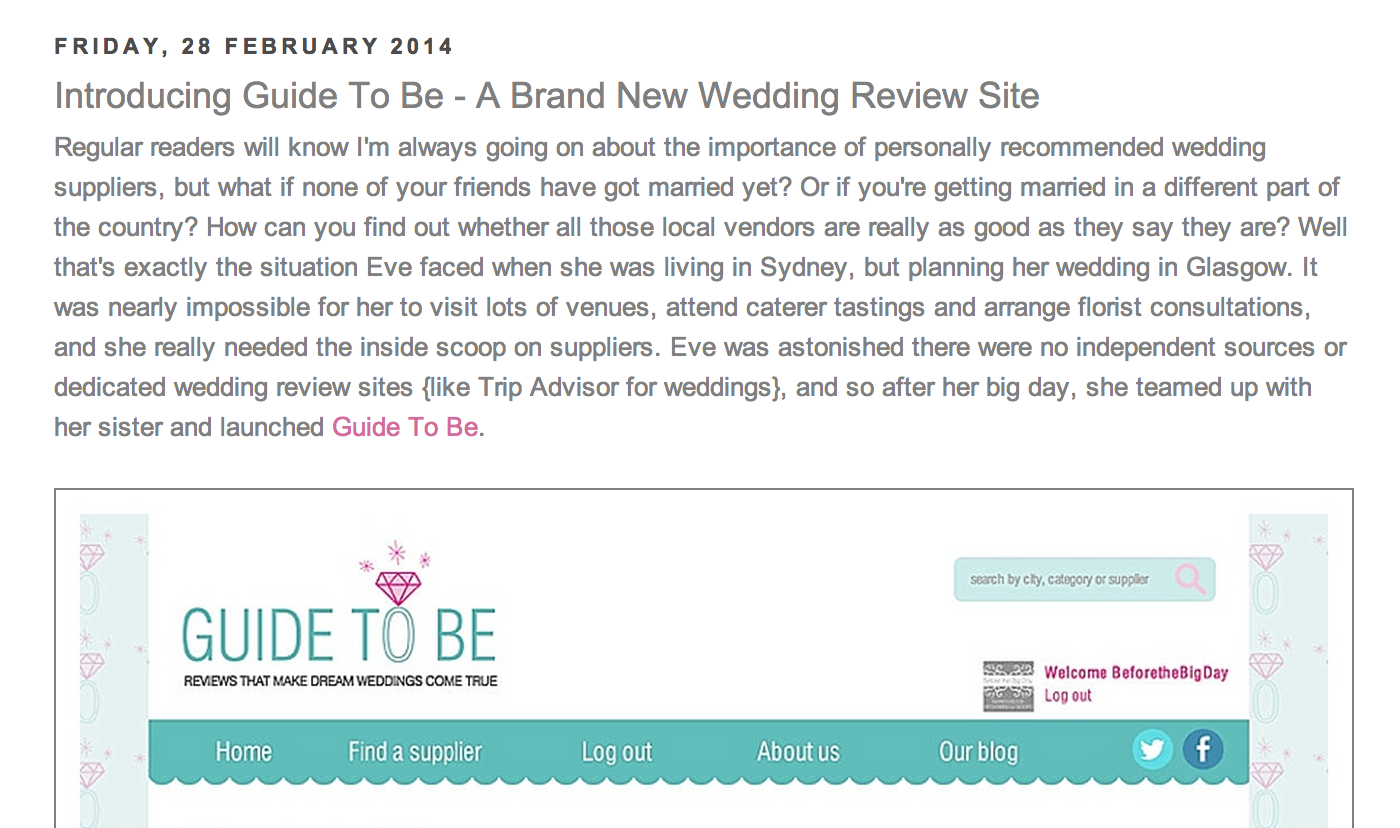 FRIDAY, 28 FEBRUARY 2014
Introducing Guide To Be - A Brand New Wedding Review Site
Regular readers will know I'm always going on about the importance of personally recommended wedding
suppliers, but what if none of your friends have got married yet? Or if you're getting married in a different part of
the country? How can you find out whether all those local vendors are really as good as they say they are? Well
that's exactly the situation Eve faced when she was living in Sydney, but planning her wedding in Glasgow. It
was nearly impossible for her to visit lots of venues, attend caterer tastings and arrange florist consultations,
and she really needed the inside scoop on suppliers. Eve was astonished there were no independent sources or
dedicated wedding review sites {like Trip Advisor for weddings}, and so after her big day, she teamed up with
her sister and launched Guide To Be.
search by city, category or supplier
GUIDE TO BE
REVIEWS THAT MAKE DREAM WEDDINGS COME TRUE
Welcome BeforetheBigDay
Log out
Home Find a supplier Log out About us Our blog